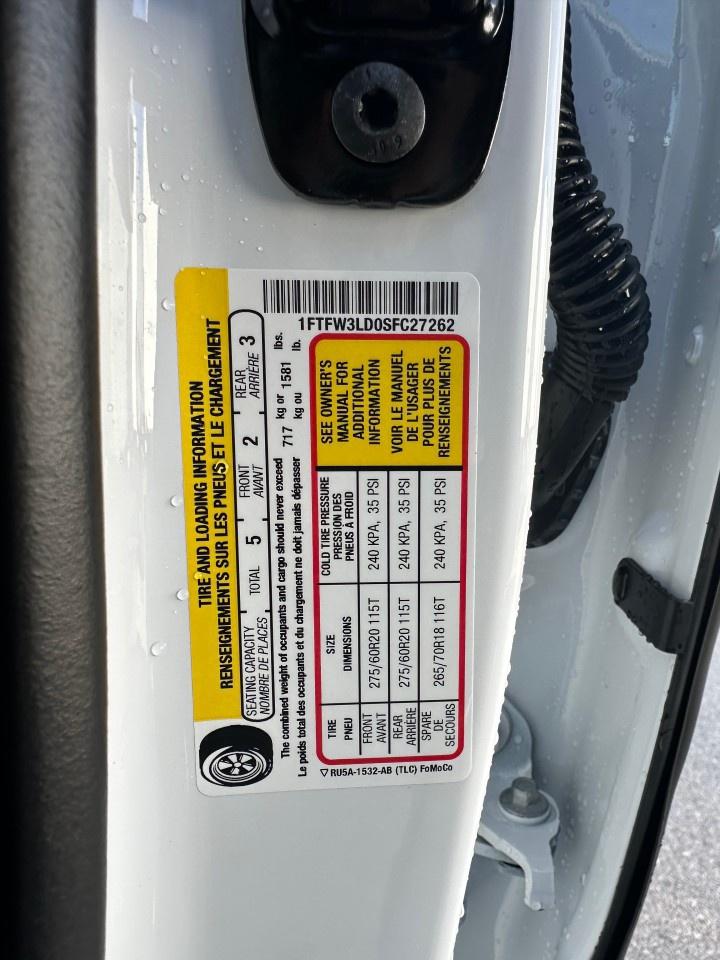 1FTFW3LD0SFC27262
TIRE AND LOADING INFORMATION
RENSEIGNEMENTS SUR LES PNEUS ET LE CHARGEMENT
SEATING CAPACITY
NOMBRE DE PLACES
TOTAL 5
FRONT
AVANT
2
REAR
ARRIÈRE
3
The combined weight of occupants and cargo should never exceed 717 kg or 1581 lbs.
Le poids total des occupants et du chargement ne doit jamais dépasser kg ou lb.
TIRE
PNEU
SIZE
DIMENSIONS
COLD TIRE PRESSURE
PRESSION DES
PNEUS À FROID
FRONT
AVANT
275/60R20 115T
240 KPA, 35 PSI
REAR
ARRIÈRE
275/60R20 115T
240 KPA, 35 PSI
SPARE
DE
SECOURS
265/70R18 116T
240 KPA, 35 PSI
SEE OWNER'S
MANUAL FOR
ADDITIONAL
INFORMATION
VOIR LE MANUEL
DE L'USAGER
POUR PLUS DE
RENSEIGNEMENTS
RU5A-1532-AB (TLC) FoMoCo